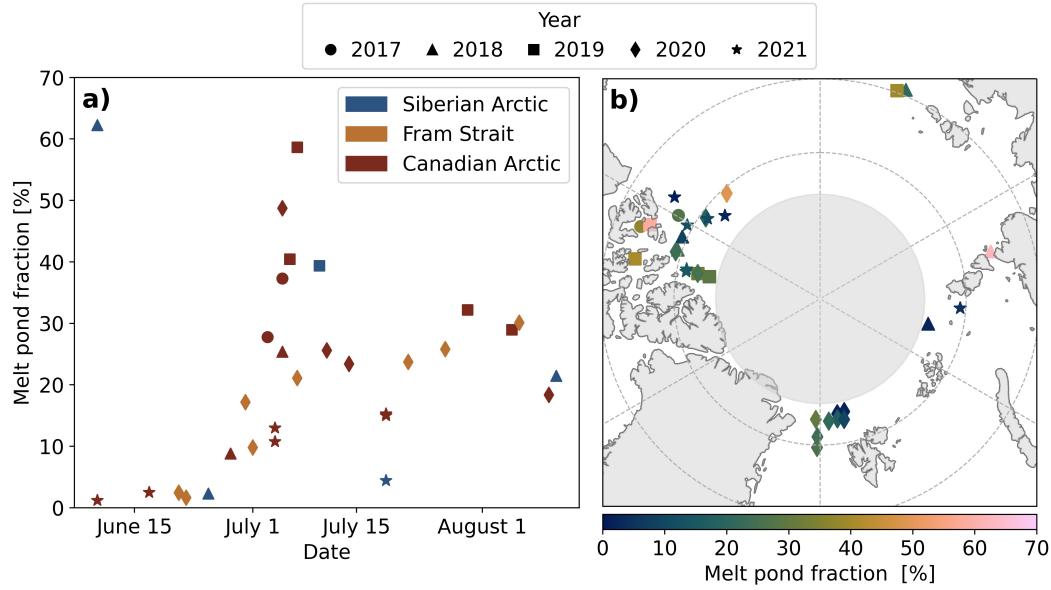 Year
2017 2018 2019 2020 2021
a)
Siberian Arctic
Fram Strait
Canadian Arctic
Melt pond fraction [%]
70
60
50
40
30
20
10
0
June 15 July 1 July 15 August 1
Date
b)
0 10 20 30 40 50 60 70
Melt pond fraction [%]